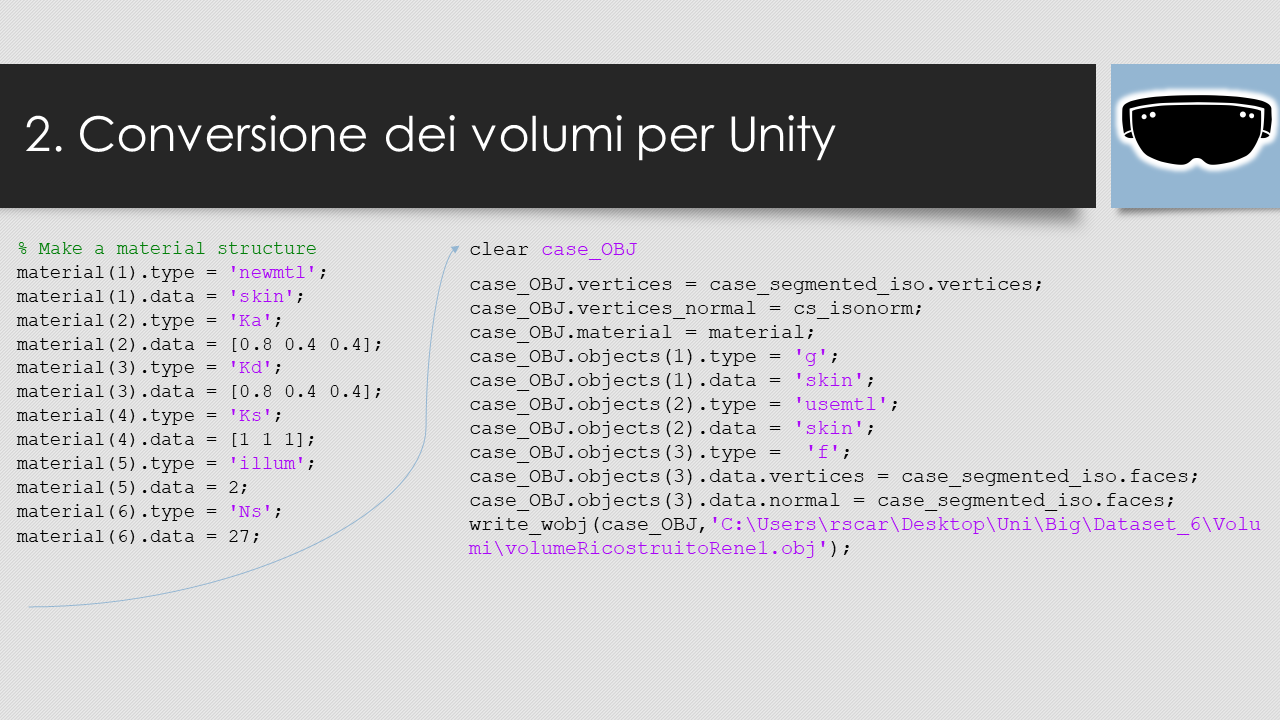 2. Conversione dei volumi per Unity
% Make a material structure
material(1).type = 'newmtl';
material(1).data = 'skin';
material(2).type = 'Ka';
material(2).data = [0.8 0.4 0.4];
material(3).type = 'Kd';
material(3).data = [0.8 0.4 0.4];
material(4).type = 'Ks';
material(4).data = [1 1 1];
material(5).type = 'illum';
material(5).data = 2;
material(6).type = 'Ns';
material(6).data = 27;
clear case_OBJ
case_OBJ.vertices = case_segmented_iso.vertices;
case_OBJ.vertices_normal = cs_isonorm;
case_OBJ.material = material;
case_OBJ.objects(1).type = 'g';
case_OBJ.objects(1).data = 'skin';
case_OBJ.objects(2).type = 'usemtl';
case_OBJ.objects(2).data = 'skin';
case_OBJ.objects(3).type =  'f';
case_OBJ.objects(3).data.vertices = case_segmented_iso.faces;
case_OBJ.objects(3).data.normal = case_segmented_iso.faces;
write_wobj(case_OBJ,'C:\Users\rscar\Desktop\Uni\Big\Dataset_6\Volu
mi\volumeRicostruitoRene1.obj');